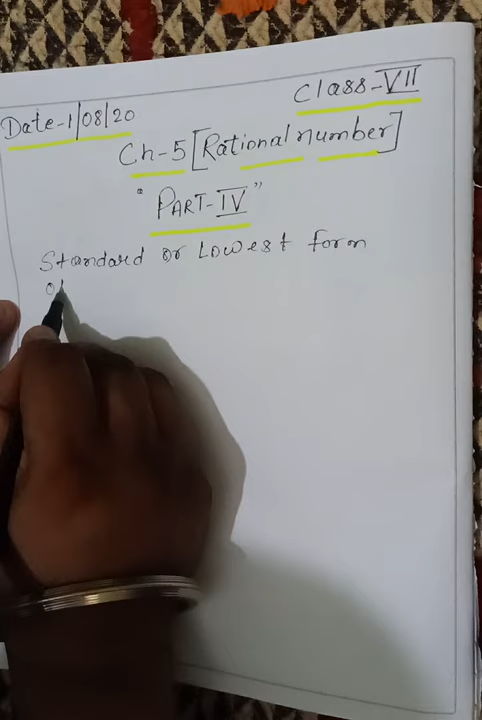 Class-VII
Date-1/08/20
Ch-5 [Rational number]
"PART-IV"
Standard or Lowest form